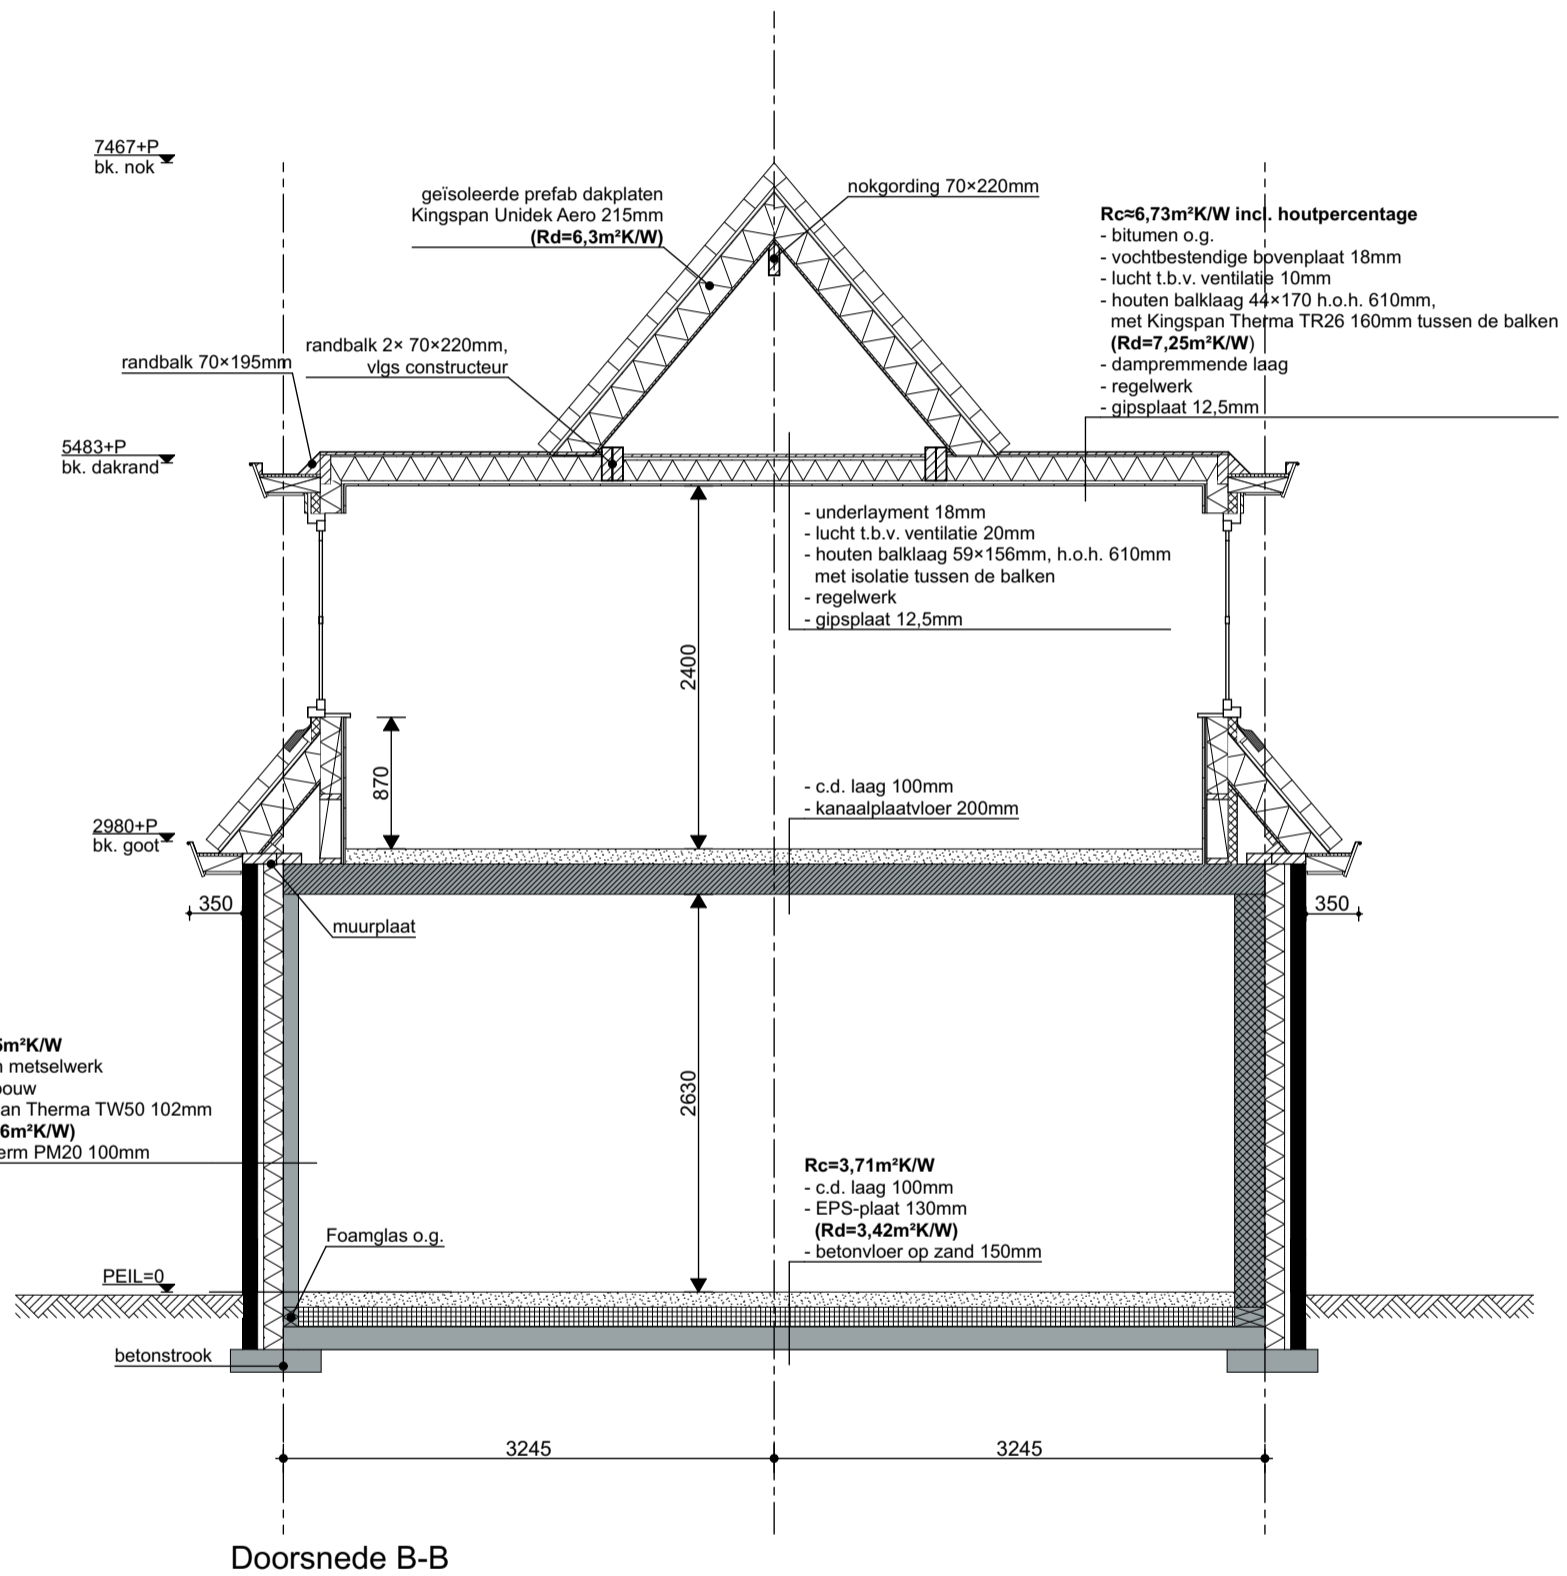 7467+P
bk. nok
geïsoleerde prefab dakplaten
Kingspan Unidek Aero 215mm
(Rd=6,3m²K/W)
nokgording 70×220mm
Rc≈6,73m²K/W incl. houtpercentage
- bitumen o.g.
- vochtbestendige bovenplaat 18mm
- lucht t.b.v. ventilatie 10mm
- houten balklaag 44×170 h.o.h. 610mm,
met Kingspan Therma TR26 160mm tussen de balken
(Rd=7,25m²K/W)
- dampremmende laag
- regelwerk
- gipsplaat 12,5mm
randbalk 70×195mm
randbalk 2× 70×220mm,
vlgs constructeur
5483+P
bk. dakrand
- underlayment 18mm
- lucht t.b.v. ventilatie 20mm
- houten balklaag 59×156mm, h.o.h. 610mm
met isolatie tussen de balken
- regelwerk
- gipsplaat 12,5mm
2400
870
- c.d. laag 100mm
- kanaalplaatvloer 200mm
2980+P
bk. goot
350
350
muurplaat
5m²K/W
metselwerk
ouw
an Therma TW50 102mm
6m²K/W)
erm PM20 100mm
2630
Rc=3,71m²K/W
- c.d. laag 100mm
- EPS-plaat 130mm
(Rd=3,42m²K/W)
- betonvloer op zand 150mm
Foamglas o.g.
PEIL=0
betonstrook
3245
3245
Doorsnede B-B